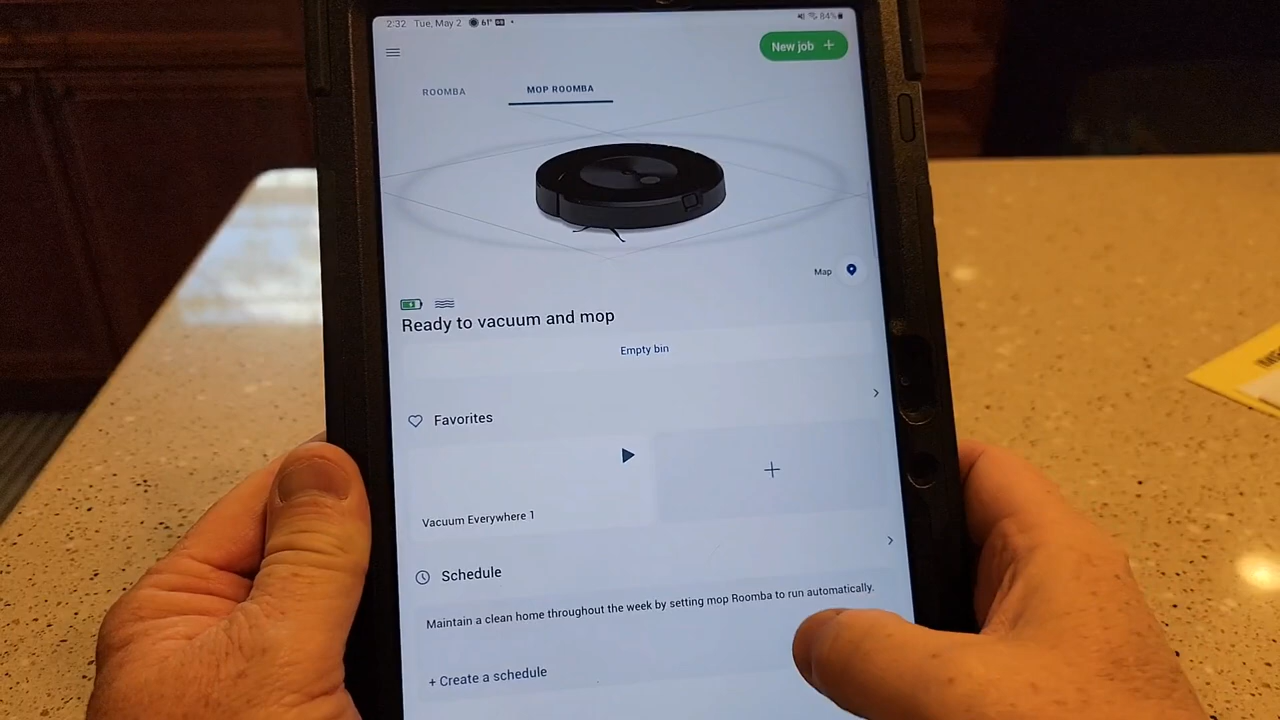 2:32 Tue, May 2 61°
84%
New job +
ROOMBA MOP ROOMBA
Map
Ready to vacuum and mop
Empty bin
Favorites
+
Vacuum Everywhere 1
Schedule
Maintain a clean home throughout the week by setting mop Roomba to run automatically.
+ Create a schedule